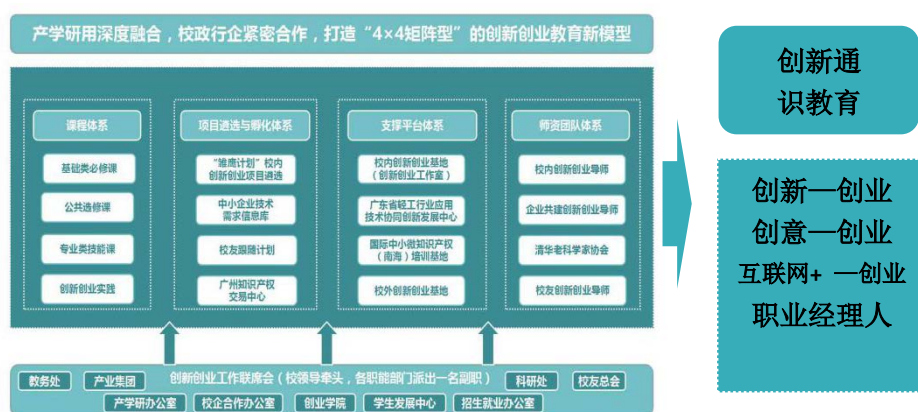 产学研用深度融合，校政行企紧密合作，打造“4×4矩阵型”的创新创业教育新模型
课程体系
基础类必修课
公共选修课
专业类技能课
创新创业实践
项目遴选与孵化体系
“雏鹰计划”校内
创新创业项目遴选
中小企业技术
需求信息库
校友跟随计划
广州知识产权
交易中心
支撑平台体系
校内创新创业基地
（创新创业工作室）
广东省轻工行业应用
技术协同创新发展中心
国际中小微知识产权
（南海）培训基地
校外创新创业基地
师资团队体系
校内创新创业导师
企业共建创新创业导师
清华老科学家协会
校友创新创业导师
教务处
产业集团
创新创业工作联席会（校领导牵头，各职能部门派出一名副职）
科研处
校友总会
产学研办公室
校企合作办公室
创业学院
学生发展中心
招生就业办公室
创新通
识教育
创新—创业
创意—创业
互联网+ —创业
职业经理人